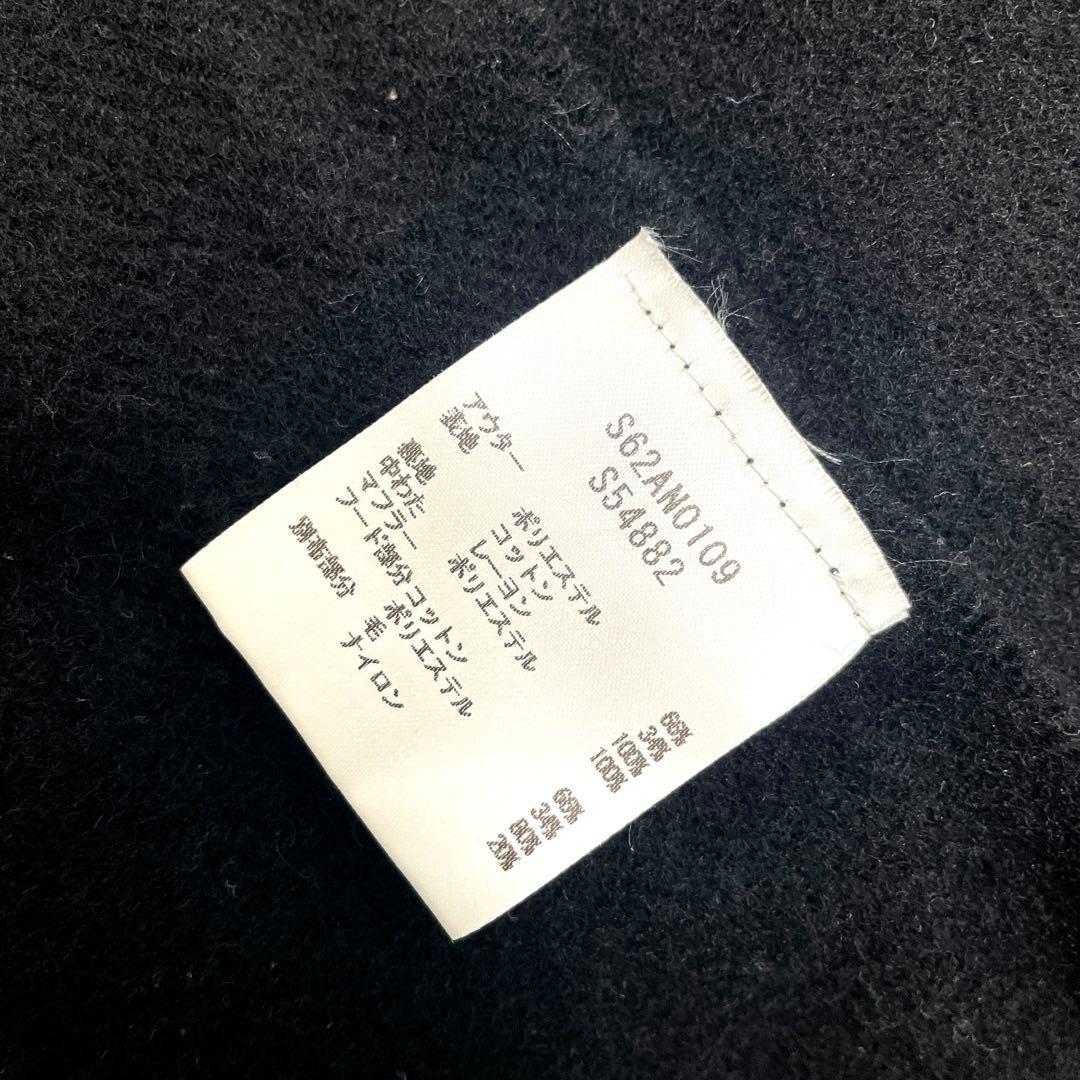 S62AN0109
S54882
アウター
表地 ポリエステル 66%
コットン 34%
裏地 レーヨン 100%
中わた ポリエステル 100%
マフラー
フード部分 コットン 66%
ポリエステル 34%
別布部分 毛 80%
ナイロン 20%